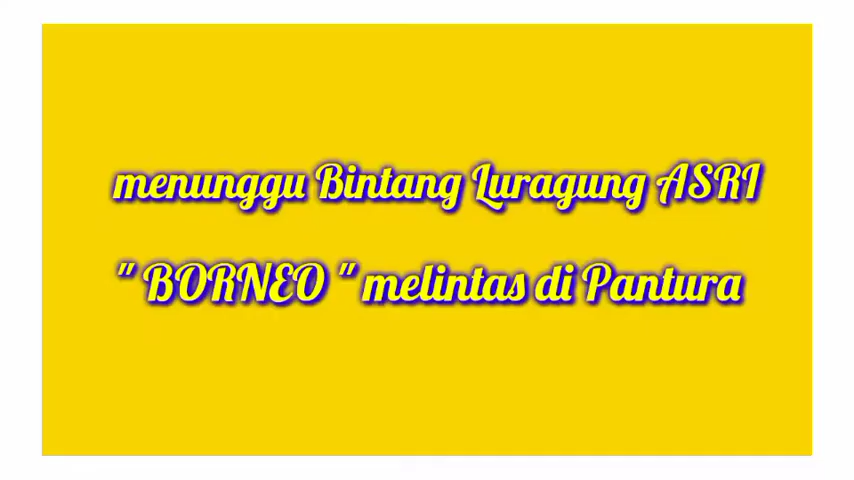 menunggu Bintang Luragung ASRI
" BORNEO " melintas di Pantura